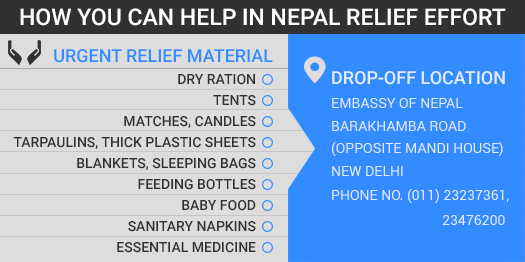 HOW YOU CAN HELP IN NEPAL RELIEF EFFORT
URGENT RELIEF MATERIAL
DRY RATION
TENTS
MATCHES, CANDLES
TARPAULINS, THICK PLASTIC SHEETS
BLANKETS, SLEEPING BAGS
FEEDING BOTTLES
BABY FOOD
SANITARY NAPKINS
ESSENTIAL MEDICINE
DROP-OFF LOCATION
EMBASSY OF NEPAL
BARAKHAMBA ROAD
(OPPOSITE MANDI HOUSE)
NEW DELHI
PHONE NO. (011) 23237361,
23476200